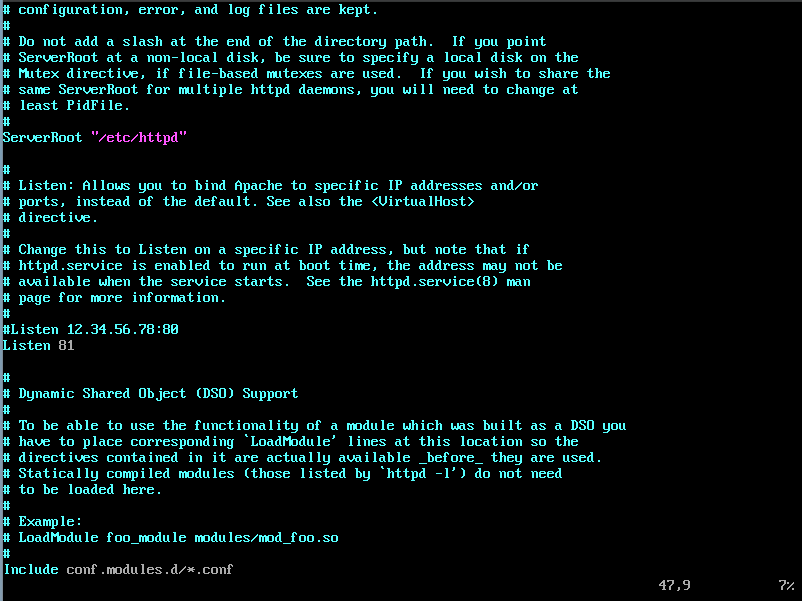 # configuration, error, and log files are kept.
#
# Do not add a slash at the end of the directory path.  If you point
# ServerRoot at a non-local disk, be sure to specify a local disk on the
# Mutex directive, if file-based mutexes are used.  If you wish to share the
# same ServerRoot for multiple httpd daemons, you will need to change at
# least PidFile.
#
ServerRoot "/etc/httpd"

#
# Listen: Allows you to bind Apache to specific IP addresses and/or
# ports, instead of the default. See also the <VirtualHost>
# directive.
#
# Change this to Listen on a specific IP address, but note that if
# httpd.service is enabled to run at boot time, the address may not be
# available when the service starts.  See the httpd.service(8) man
# page for more information.
#
#Listen 12.34.56.78:80
Listen 81

#
# Dynamic Shared Object (DSO) Support
#
# To be able to use the functionality of a module which was built as a DSO you
# have to place corresponding `LoadModule' lines at this location so the
# directives contained in it are actually available _before_ they are used.
# Statically compiled modules (those listed by `httpd -l') do not need
# to be loaded here.
#
# Example:
# LoadModule foo_module modules/mod_foo.so
#
Include conf.modules.d/*.conf
47,9 7%